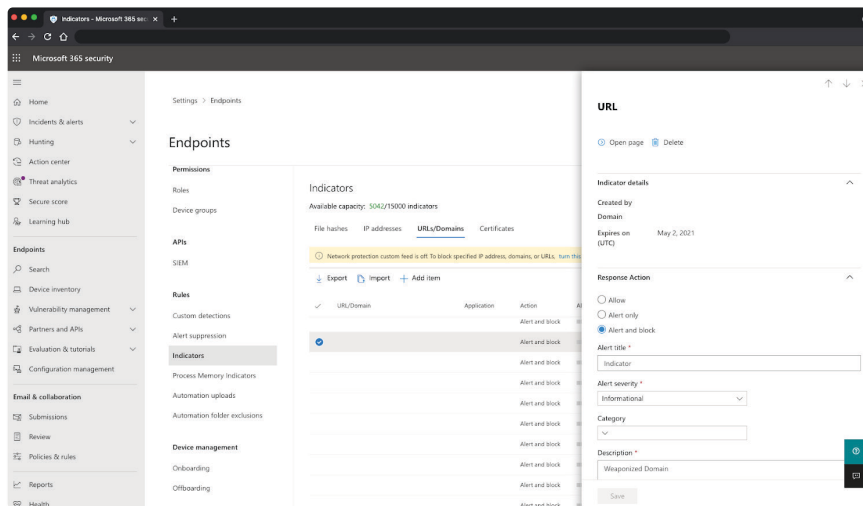 Indicators - Microsoft 365 sec
Microsoft 365 security
Home
Incidents & alerts
Hunting
Action center
Threat analytics
Secure score
Learning hub
Endpoints
Search
Device inventory
Vulnerability management
Partners and APIs
Evaluation & tutorials
Configuration management
Email & collaboration
Submissions
Review
Policies & rules
Reports
Health
Settings > Endpoints
Endpoints
Permissions
Roles
Device groups
APIs
SIEM
Rules
Custom detections
Alert suppression
Indicators
Process Memory Indicators
Automation uploads
Automation folder exclusions
Device management
Onboarding
Offboarding
Indicators
Available capacity: 5042/15000 indicators
File hashes IP addresses URLs/Domains Certificates
Network protection custom feed is off. To block specified IP address, domains, or URLs, turn this
Export Import Add item
URL/Domain Application Action
Alert and block
Alert and block
Alert and block
Alert and block
Alert and block
Alert and block
Alert and block
Alert and block
Alert and block
Alert and block
URL
Open page Delete
Indicator details
Created by
Domain
Expires on May 2, 2021
(UTC)
Response Action
Allow
Alert only
Alert and block
Alert title *
Indicator
Alert severity *
Informational
Category
Description *
Weaponized Domain
Save